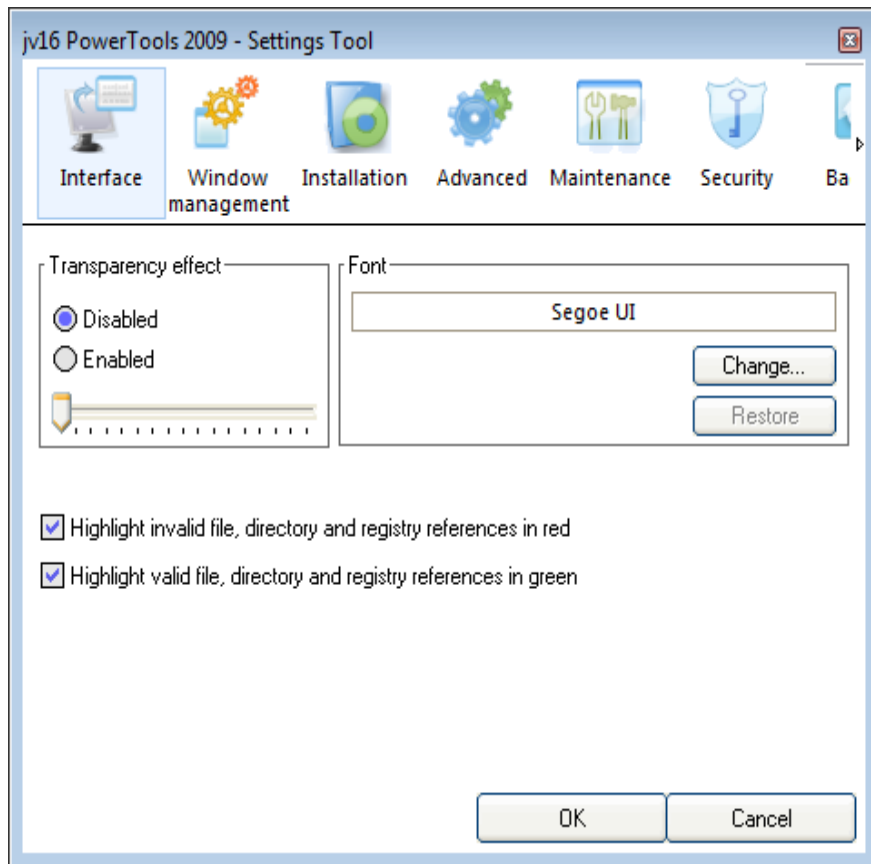 jv16 PowerTools 2009 - Settings Tool
Interface
Window
management
Installation
Advanced
Maintenance
Security
Ba
Transparency effect
Disabled
Enabled
Font
Segoe UI
Change...
Restore
Highlight invalid file, directory and registry references in red
Highlight valid file, directory and registry references in green
OK
Cancel